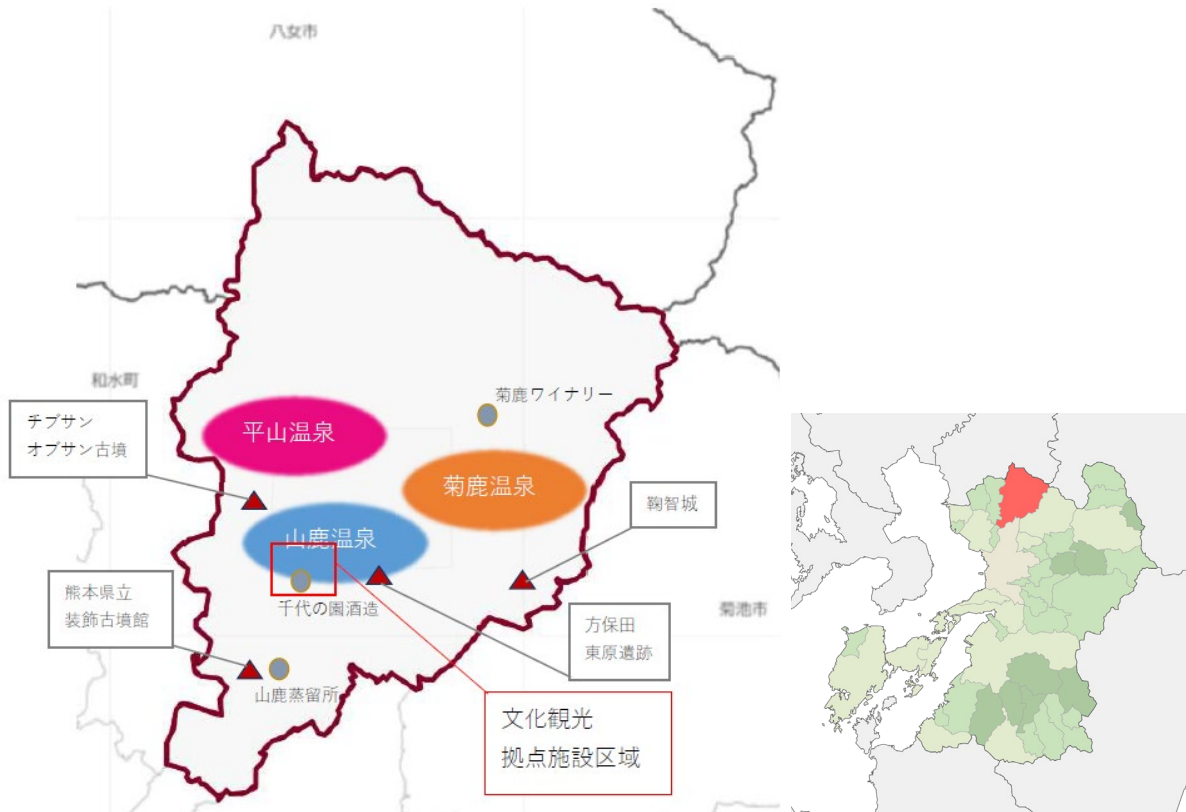 八女市
和水町
菊鹿ワイナリー
チブサン
オブサン古墳
平山温泉
菊鹿温泉
鞠智城
山鹿温泉
熊本県立
装飾古墳館
千代の園酒造
方保田
東原遺跡
菊池市
山鹿蒸留所
文化観光
拠点施設区域